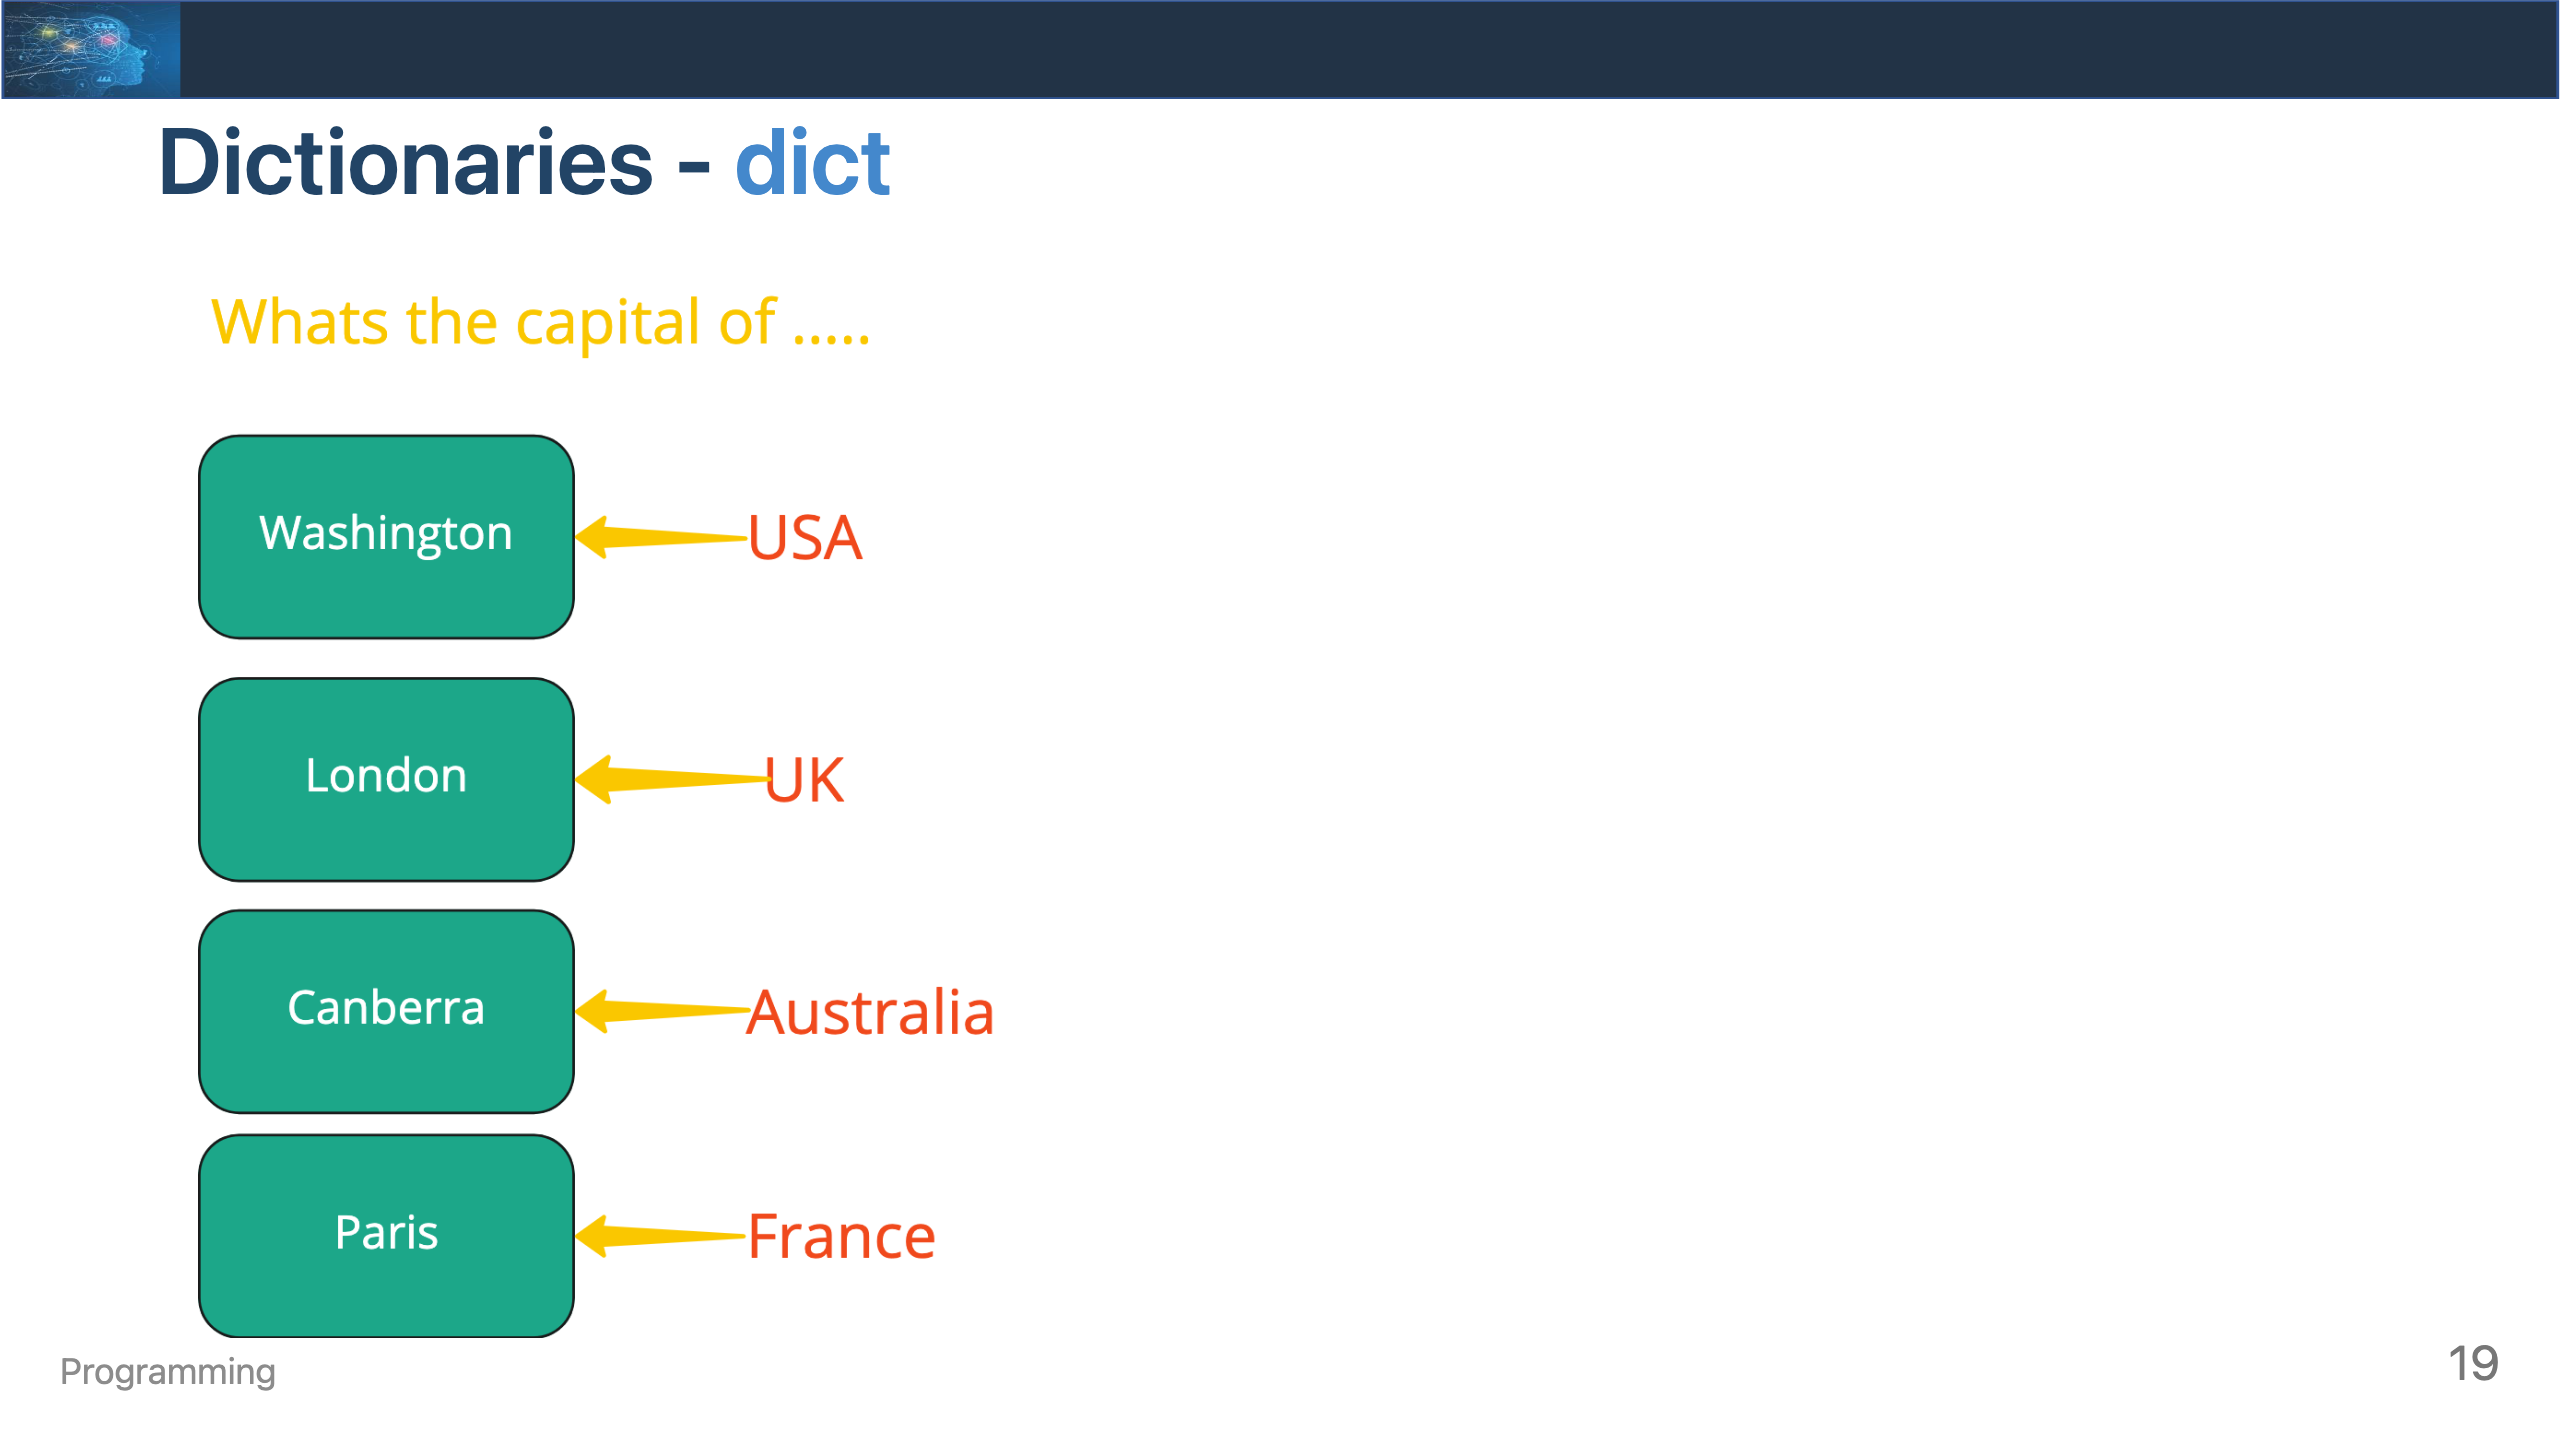 Dictionaries - dict
Whats the capital of .....
Washington USA
London UK
Canberra Australia
Paris France
Programming 19